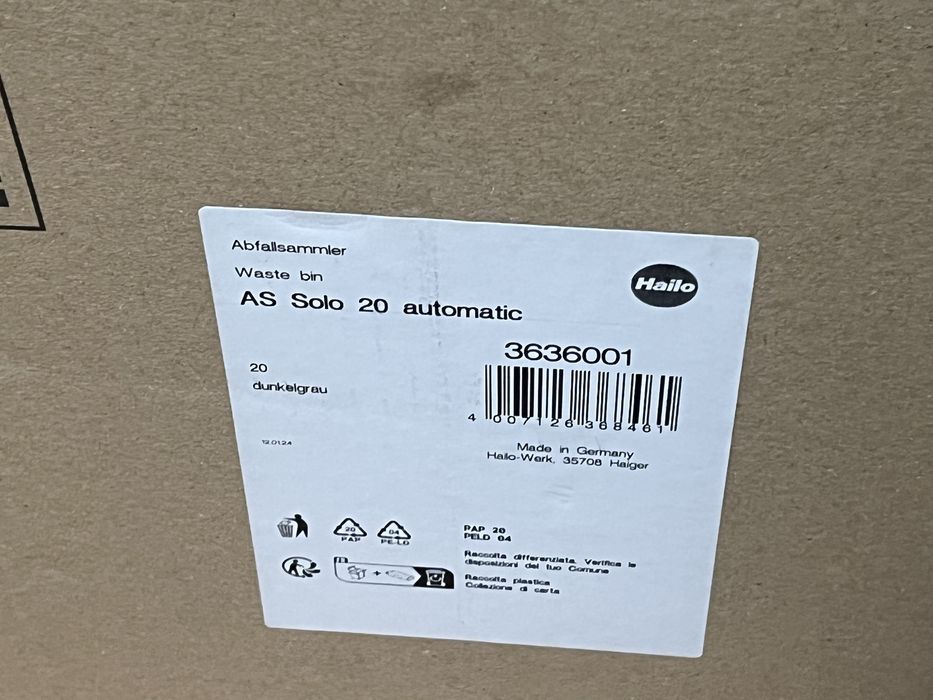 Abfallsammler
Waste bin
AS Solo 20 automatic
Hailo
3636001
20
dunkelgrau
4 007126 368461
12.01.24
Made in Germany
Hailo-Werk, 35708 Haiger
20
PAP
04
PE-LD
PAP 20
PELD 04
Raccolta differenziata. Verifica le
disposizioni del tuo Comune
Raccolta plastica
Collezione di carta